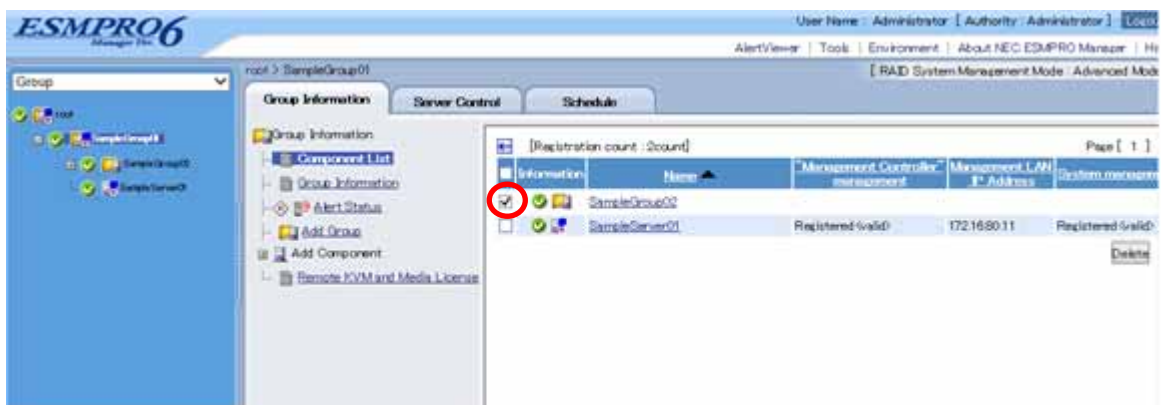 ESMPRO6
Manager
User Name : Administrator [ Authority : Administrator ]
AlertViewer | Tools | Environment | About NEC ESMPRO Manager |
Group
root > SampleGroup01
[ RAID System Management Mode : Advanced
Group Information
Server Control
Schedule
root
SampleGroup01
SampleGroup02
SampleServer01
Group Information
Component List
Group Information
Alert Status
Add Group
Add Component
Remote KVM and Media License
[Registration count : 2count]
Page [ 1 ]
Information
Name
"Management Controller" management
Management LAN IP Address
System
SampleGroup02
SampleServer01
Registered (valid)
172.16.80.11
Registered (valid)
Delete